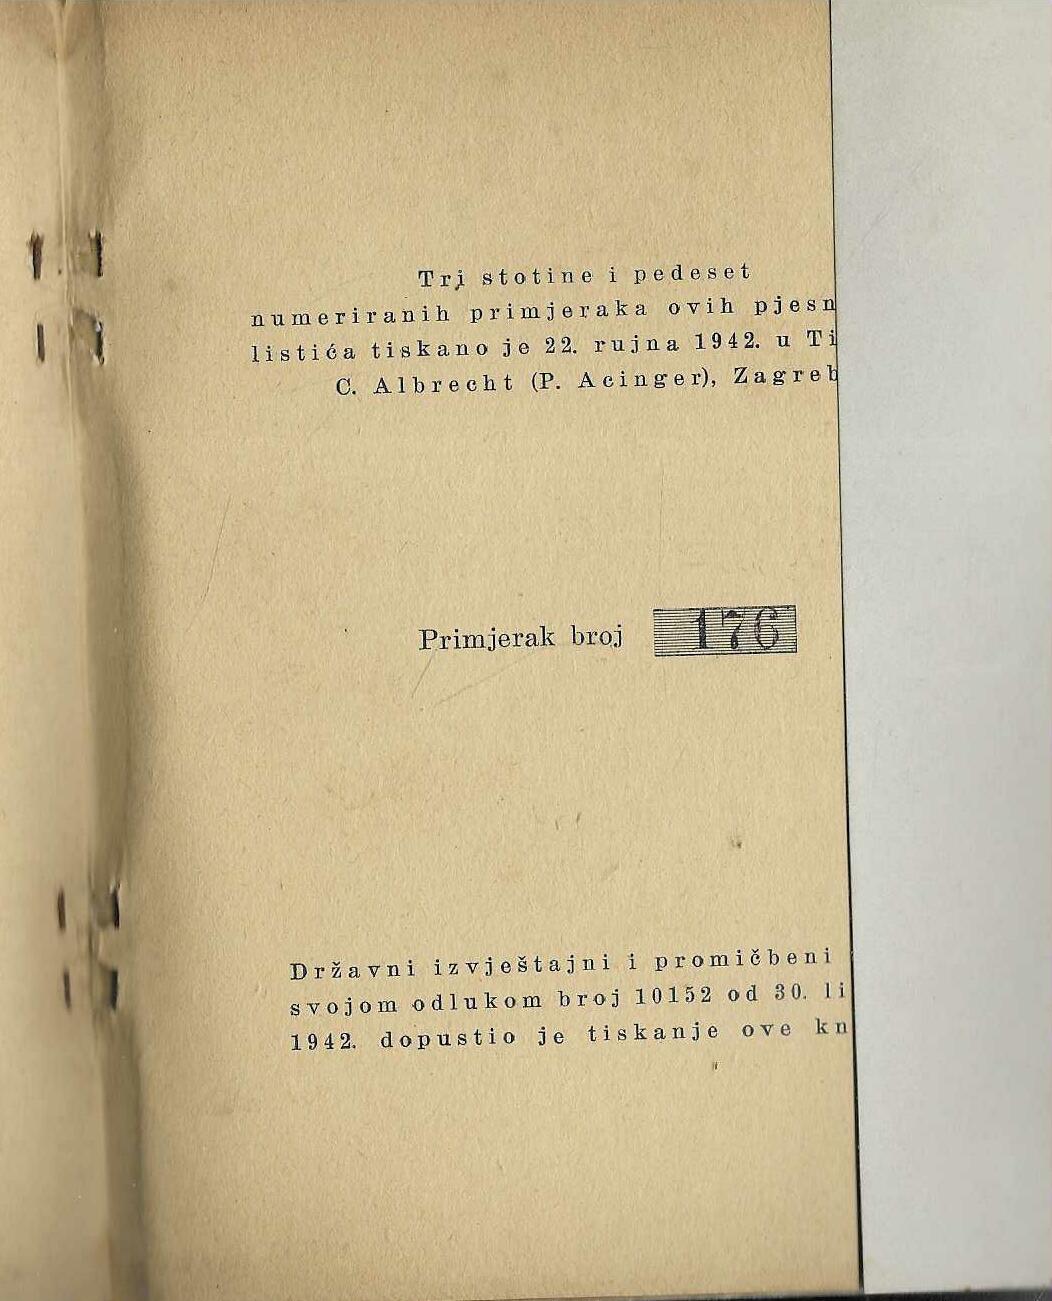 Tri stotine i pedeset
numeriranih primjeraka ovih pjesn
listića tiskano je 22. rujna 1942. u Ti
C. Albrecht (P. Acinger), Zagreb
Primjerak broj 176
Državni izvještajni i promičbeni
svojom odlukom broj 10152 od 30. li
1942. dopustio je tiskanje ove kn